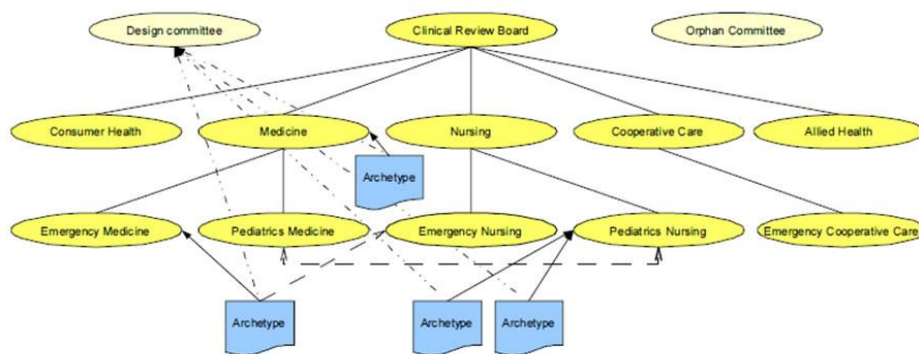 Design committee
Clinical Review Board
Orphan Committee
Consumer Health
Medicine
Nursing
Cooperative Care
Allied Health
Archetype
Emergency Medicine
Pediatrics Medicine
Emergency Nursing
Pediatrics Nursing
Emergency Cooperative Care
Archetype
Archetype
Archetype